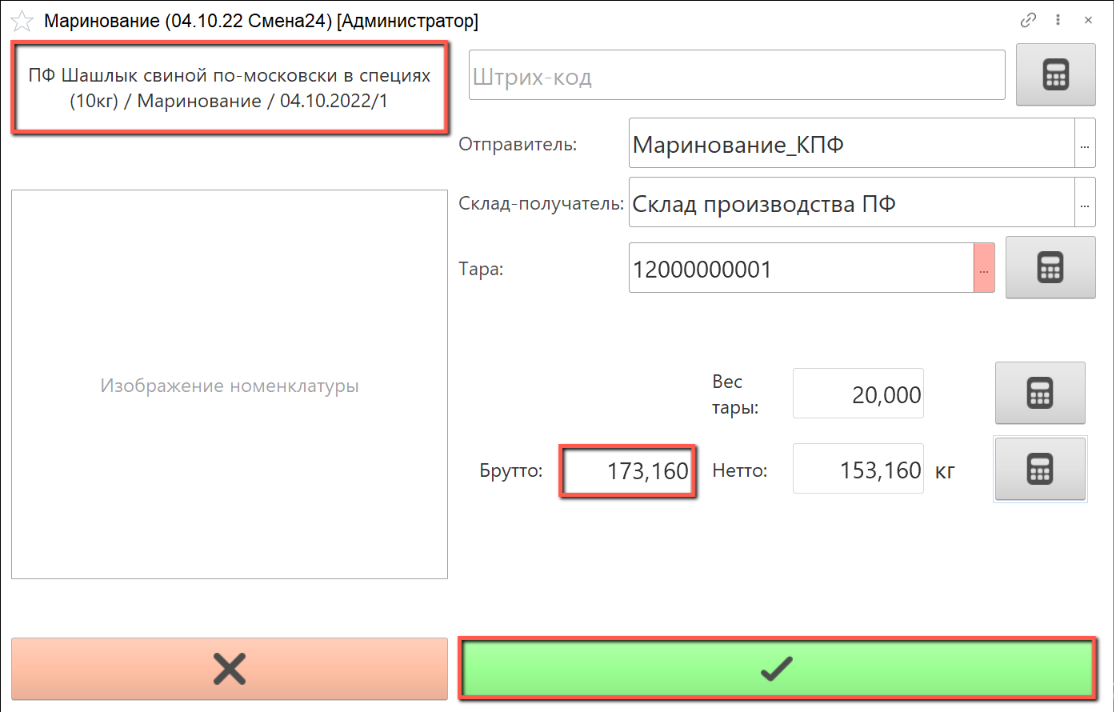 Маринование (04.10.22 Смена24) [Администратор]
ПФ Шашлык свиной по-московски в специях
(10кг) / Маринование / 04.10.2022/1
Штрих-код
Отправитель:
Маринование_КПФ
...
Склад-получатель:
Склад производства ПФ
...
Тара:
12000000001
...
Изображение номенклатуры
Вес
тары:
20,000
Брутто:
173,160
Нетто:
153,160
кг